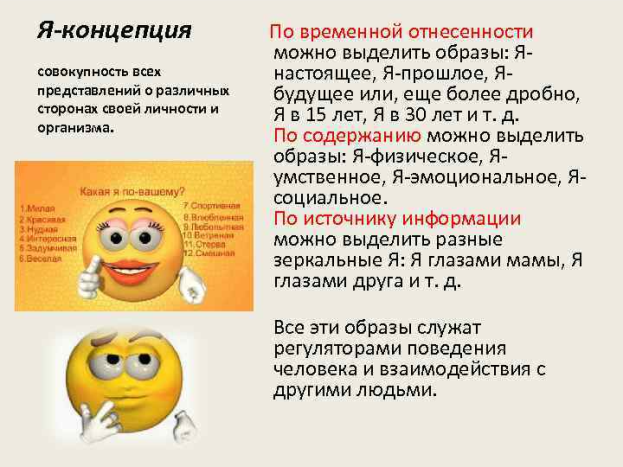 Я-концепция
совокупность всех
представлений о различных
сторонах своей личности и
организма.
Какая я по-вашему?
1.Милая
2 Красивая
3.Нудная
4.Интересная
5.Задумчивая
6.Веселая
7.Спортивная
8.Влюбленная
9.Любопытная
10 Ветреная
11.Стерва
12.Смешная
По временной отнесенности
можно выделить образы: Я-
настоящее, Я-прошлое, Я-
будущее или, еще более дробно,
Я в 15 лет, Я в 30 лет и т. д.
По содержанию можно выделить
образы: Я-физическое, Я-
умственное, Я-эмоциональное, Я-
социальное.
По источнику информации
можно выделить разные
зеркальные Я: Я глазами мамы, Я
глазами друга и т. д.
Все эти образы служат
регуляторами поведения
человека и взаимодействия с
другими людьми.